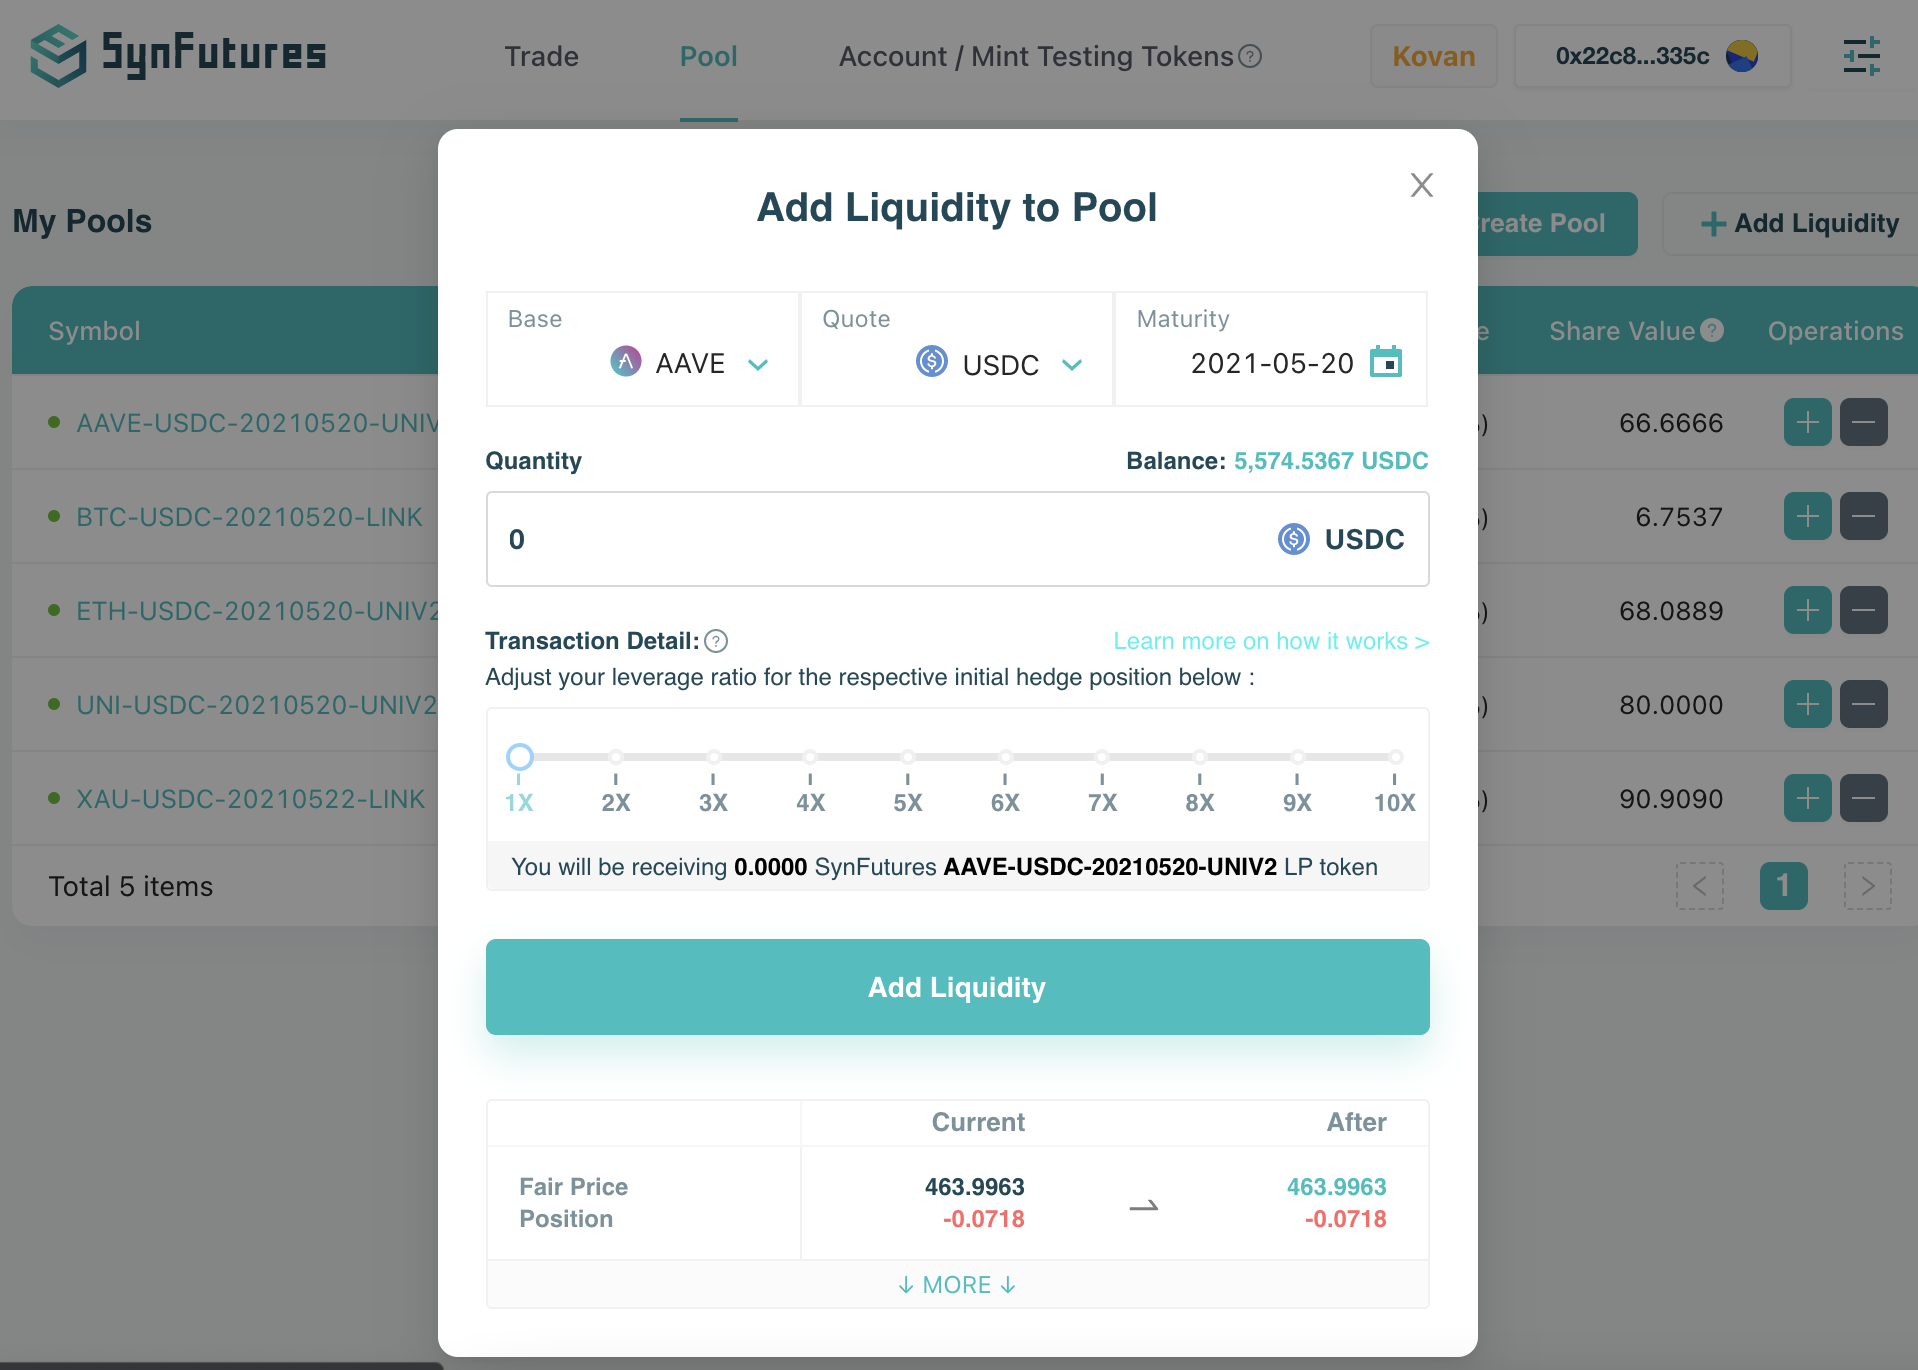 SynFutures
Trade
Pool
Account / Mint Testing Tokens
Kovan
0x22c8...335c
My Pools
reate Pool
Add Liquidity
Symbol
Share Value
Operations
AAVE-USDC-20210520-UNIV
66.6666
BTC-USDC-20210520-LINK
6.7537
ETH-USDC-20210520-UNIV2
68.0889
UNI-USDC-20210520-UNIV2
80.0000
XAU-USDC-20210522-LINK
90.9090
Total 5 items
< 1 >
X
Add Liquidity to Pool
Base
AAVE
Quote
USDC
Maturity
2021-05-20
Quantity
Balance: 5,574.5367 USDC
0
USDC
Transaction Detail:
Learn more on how it works >
Adjust your leverage ratio for the respective initial hedge position below :
1X 2X 3X 4X 5X 6X 7X 8X 9X 10X
You will be receiving 0.0000 SynFutures AAVE-USDC-20210520-UNIV2 LP token
Add Liquidity
Current After
Fair Price 463.9963 463.9963
Position -0.0718 -0.0718
↓ MORE ↓